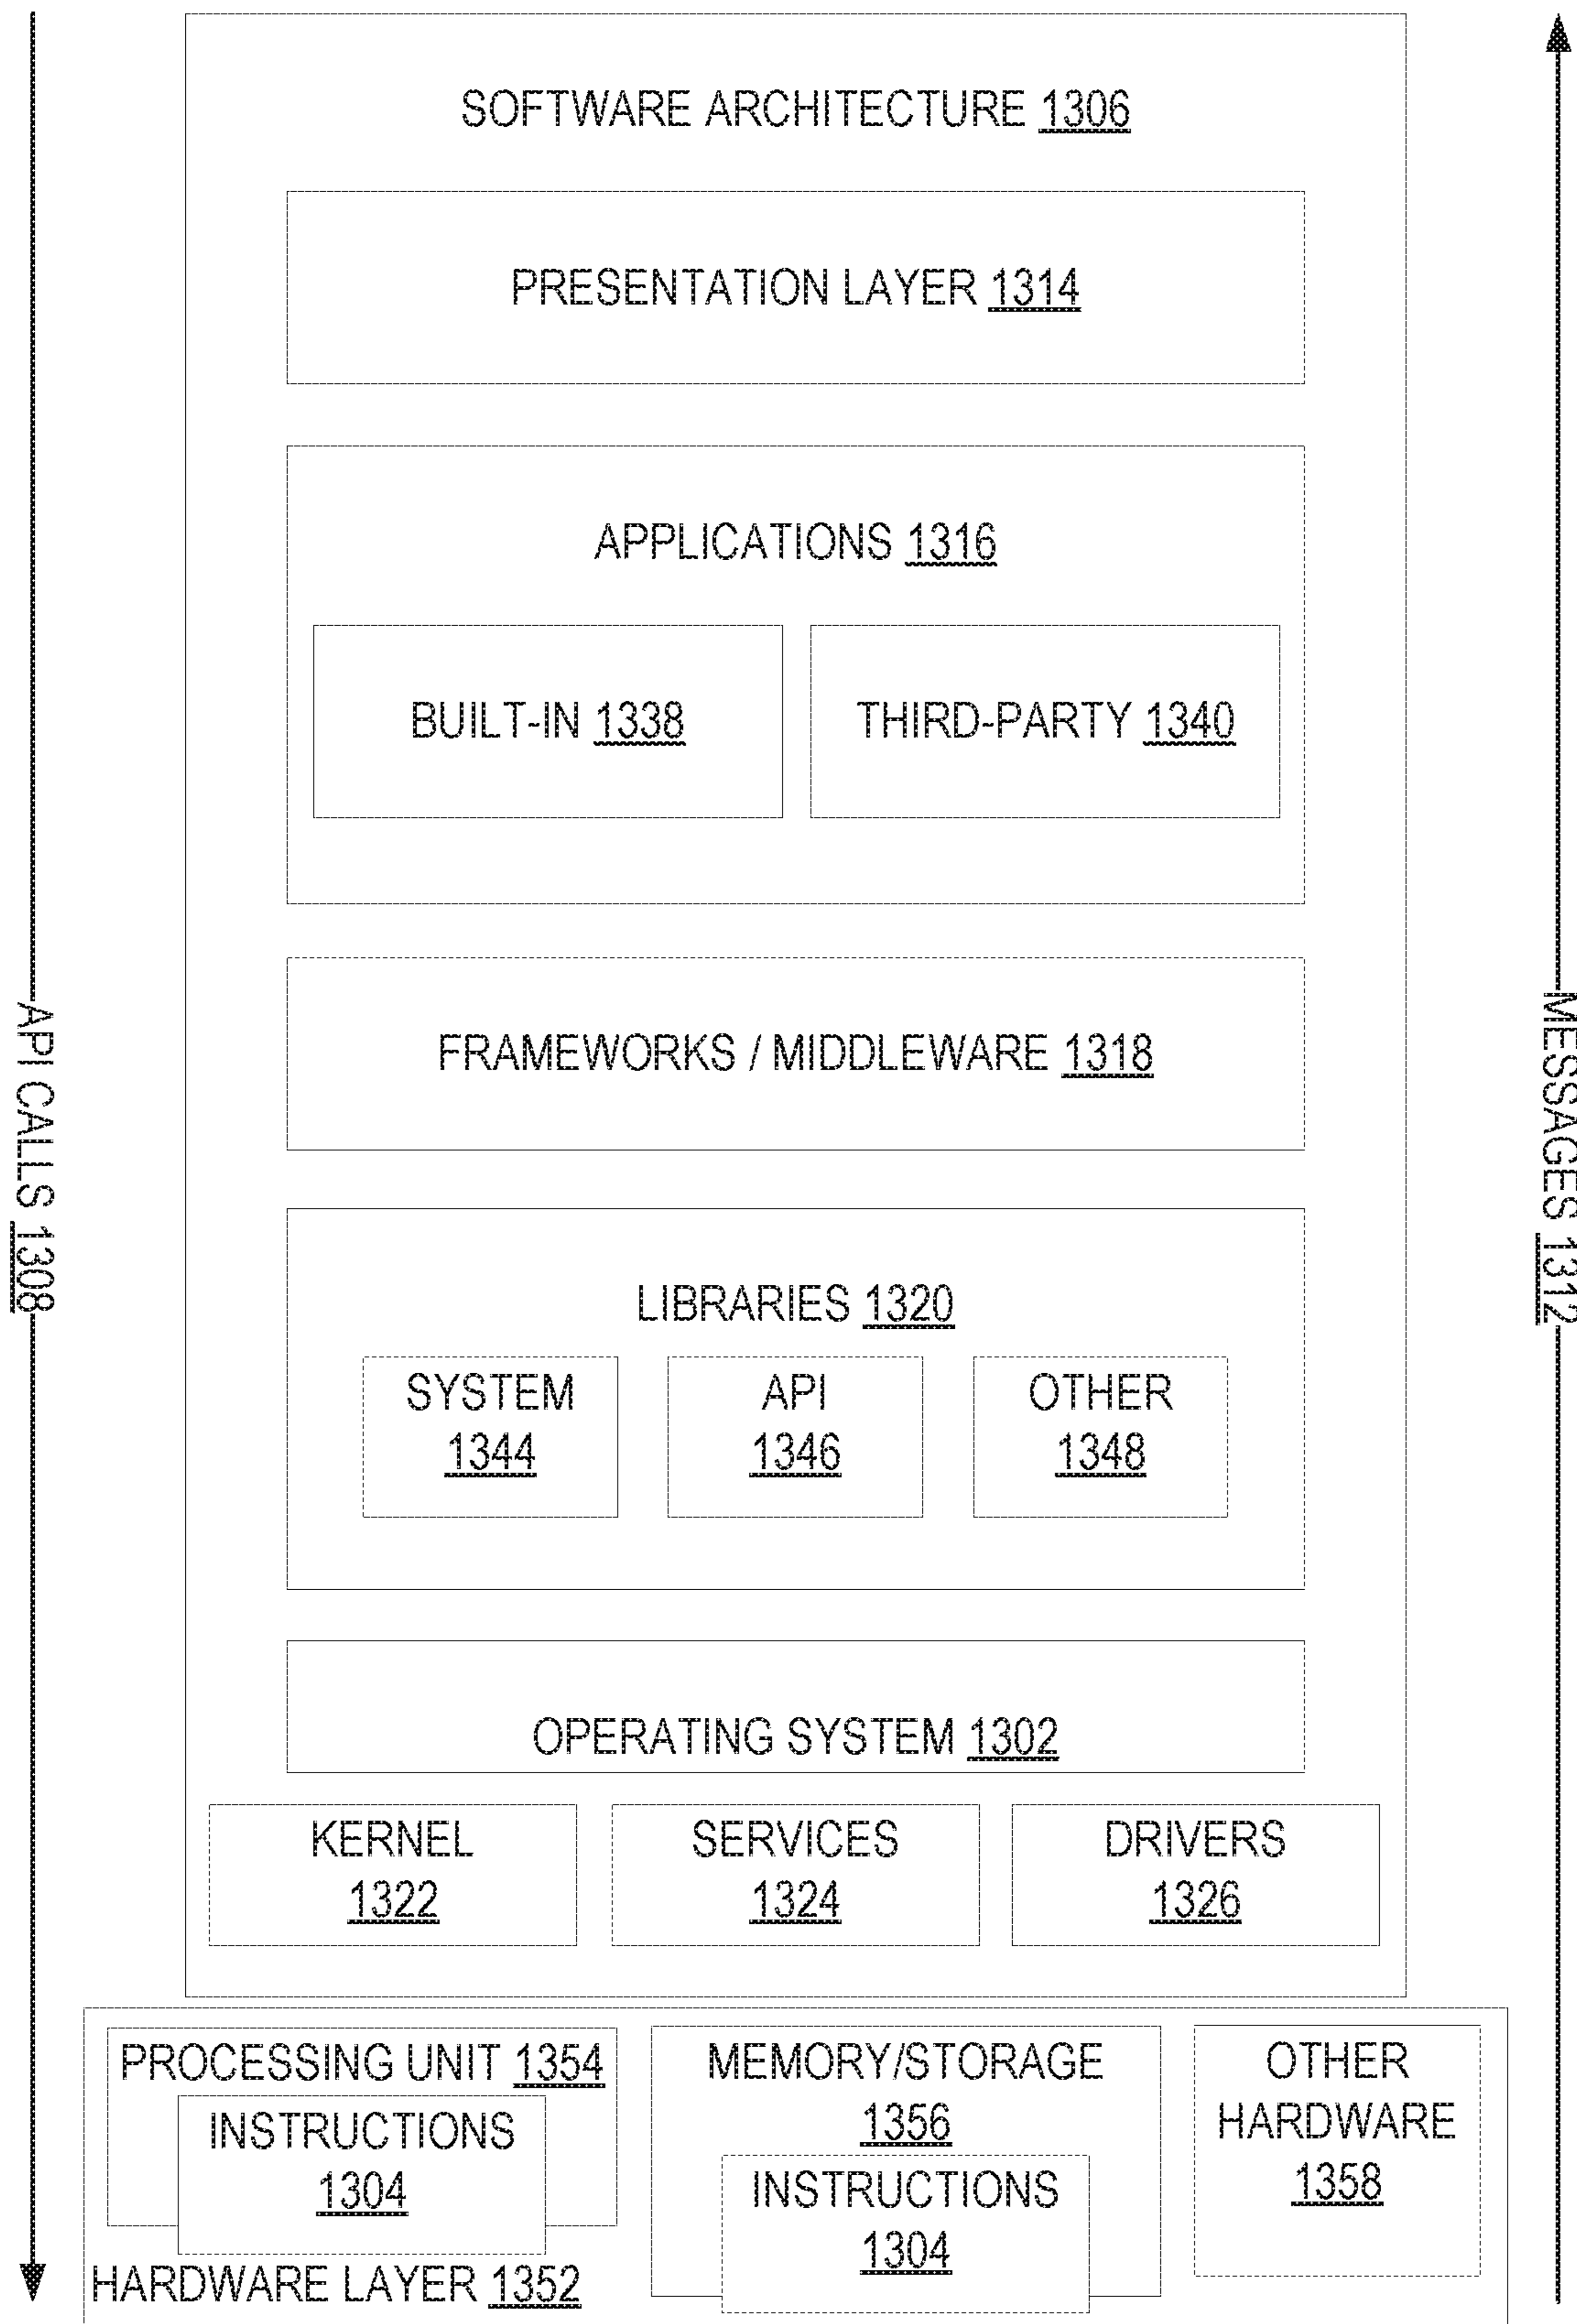 SOFTWARE ARCHITECTURE 1306
PRESENTATION LAYER 1314
APPLICATIONS 1316
BUILT-IN 1338
THIRD-PARTY 1340
FRAMEWORKS / MIDDLEWARE 1318
API CALLS 1308
MESSAGES 1312
LIBRARIES 1320
SYSTEM
1344
API
1346
OTHER
1348
OPERATING SYSTEM 1302
KERNEL
1322
SERVICES
1324
DRIVERS
1326
PROCESSING UNIT 1354
INSTRUCTIONS
1304
MEMORY/STORAGE
1356
INSTRUCTIONS
1304
OTHER
HARDWARE
1358
HARDWARE LAYER 1352